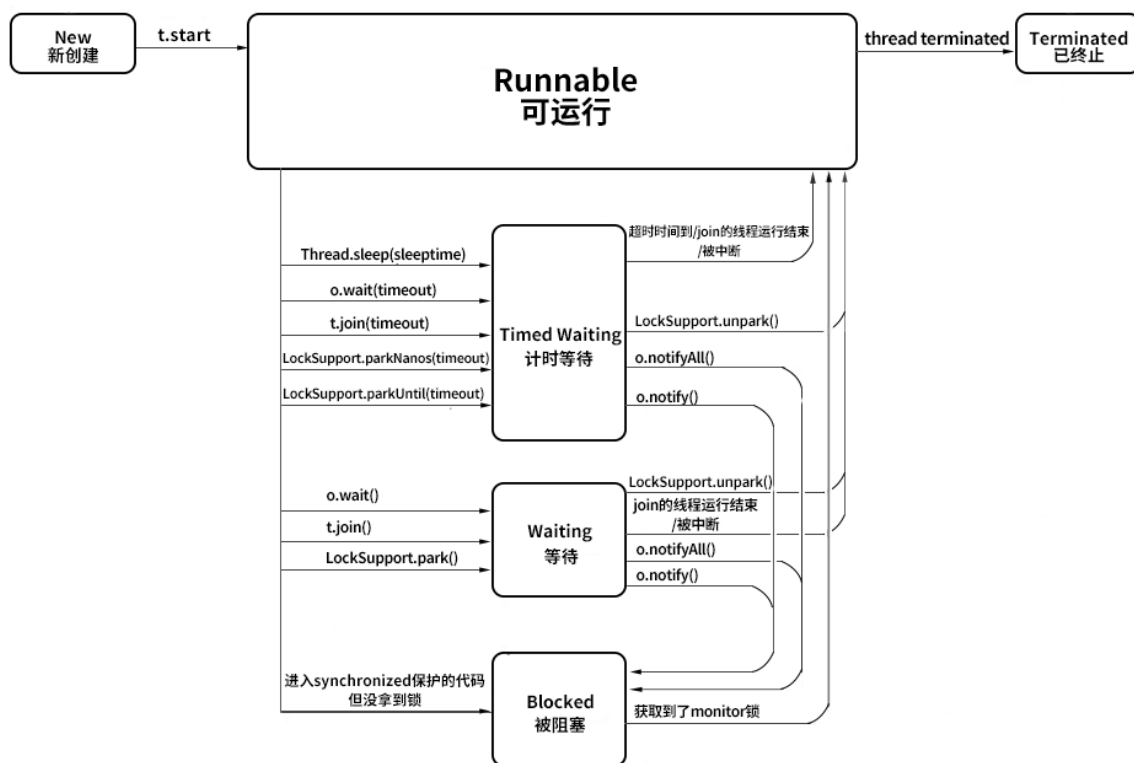 New
新创建
t.start
Runnable
可运行
thread terminated
Terminated
已终止
Thread.sleep(sleeptime)
o.wait(timeout)
t.join(timeout)
LockSupport.parkNanos(timeout)
LockSupport.parkUntil(timeout)
Timed Waiting
计时等待
超时时间到/join的线程运行结束
/被中断
LockSupport.unpark()
o.notifyAll()
o.notify()
o.wait()
t.join()
LockSupport.park()
Waiting
等待
LockSupport.unpark()
join的线程运行结束
/被中断
o.notifyAll()
o.notify()
进入synchronized保护的代码
但没拿到锁
Blocked
被阻塞
获取到了monitor锁